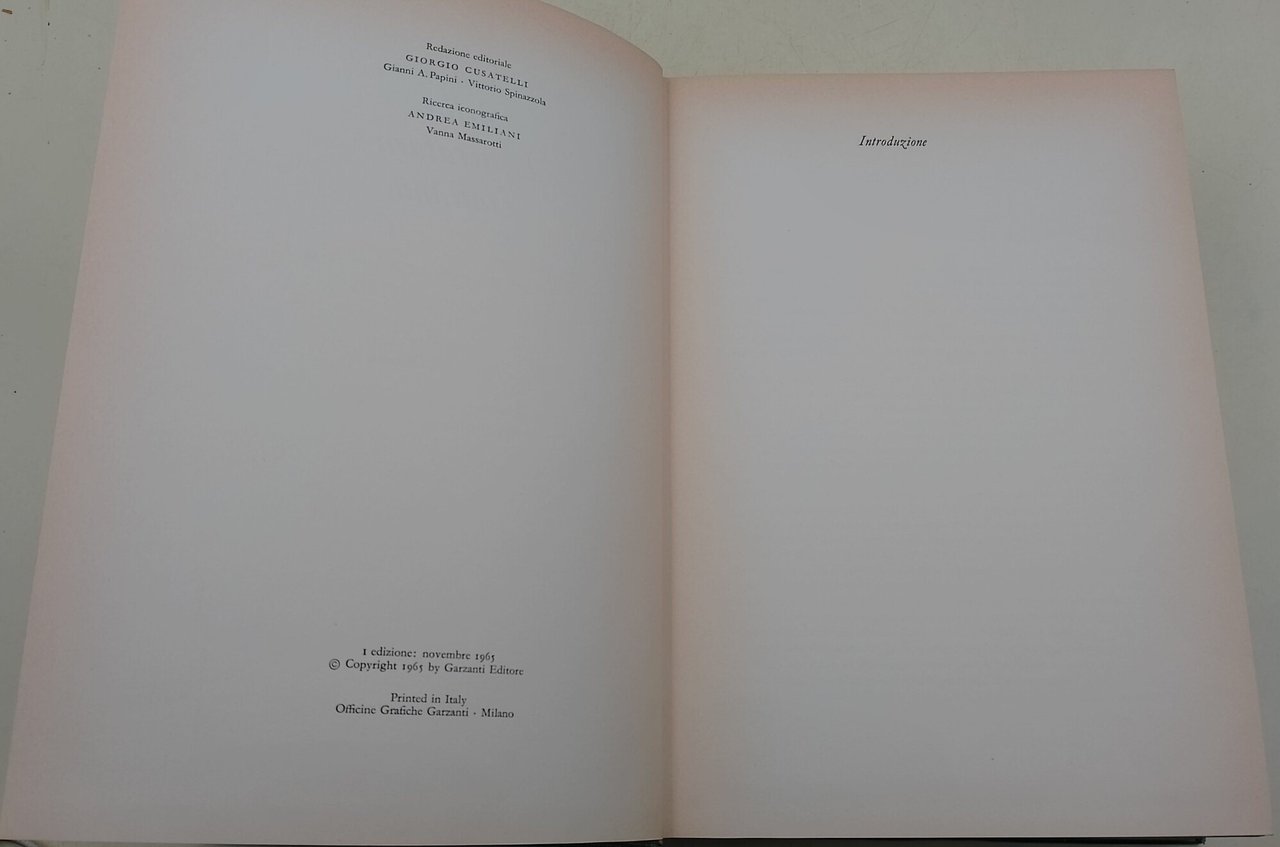 Redazione editoriale
GIORGIO CUSATELLI
Gianni A. Papini · Vittorio Spinazzola
Ricerca iconografica
ANDREA EMILIANI
Vanna Massarotti
I edizione: novembre 1965
© Copyright 1965 by Garzanti Editore
Printed in Italy
Officine Grafiche Garzanti · Milano
Introduzione